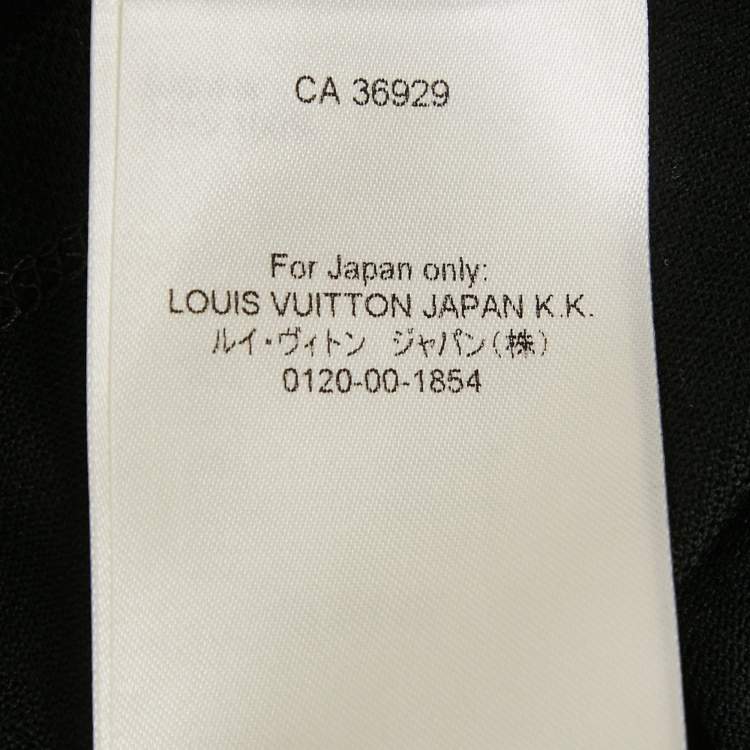 CA 36929
For Japan only:
LOUIS VUITTON JAPAN K.K.
ルイ・ヴィトン ジャパン(株)
0120-00-1854